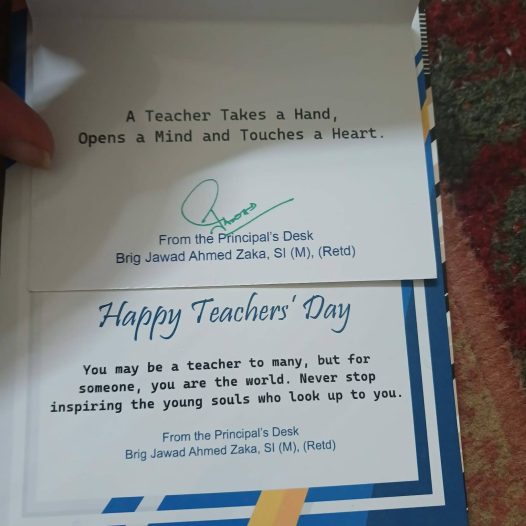 A Teacher Takes a Hand,
Opens a Mind and Touches a Heart.
From the Principal's Desk
Brig Jawad Ahmed Zaka, SI (M), (Retd)
Happy Teachers' Day
You may be a teacher to many, but for
someone, you are the world. Never stop
inspiring the young souls who look up to you.
From the Principal's Desk
Brig Jawad Ahmed Zaka, SI (M), (Retd)